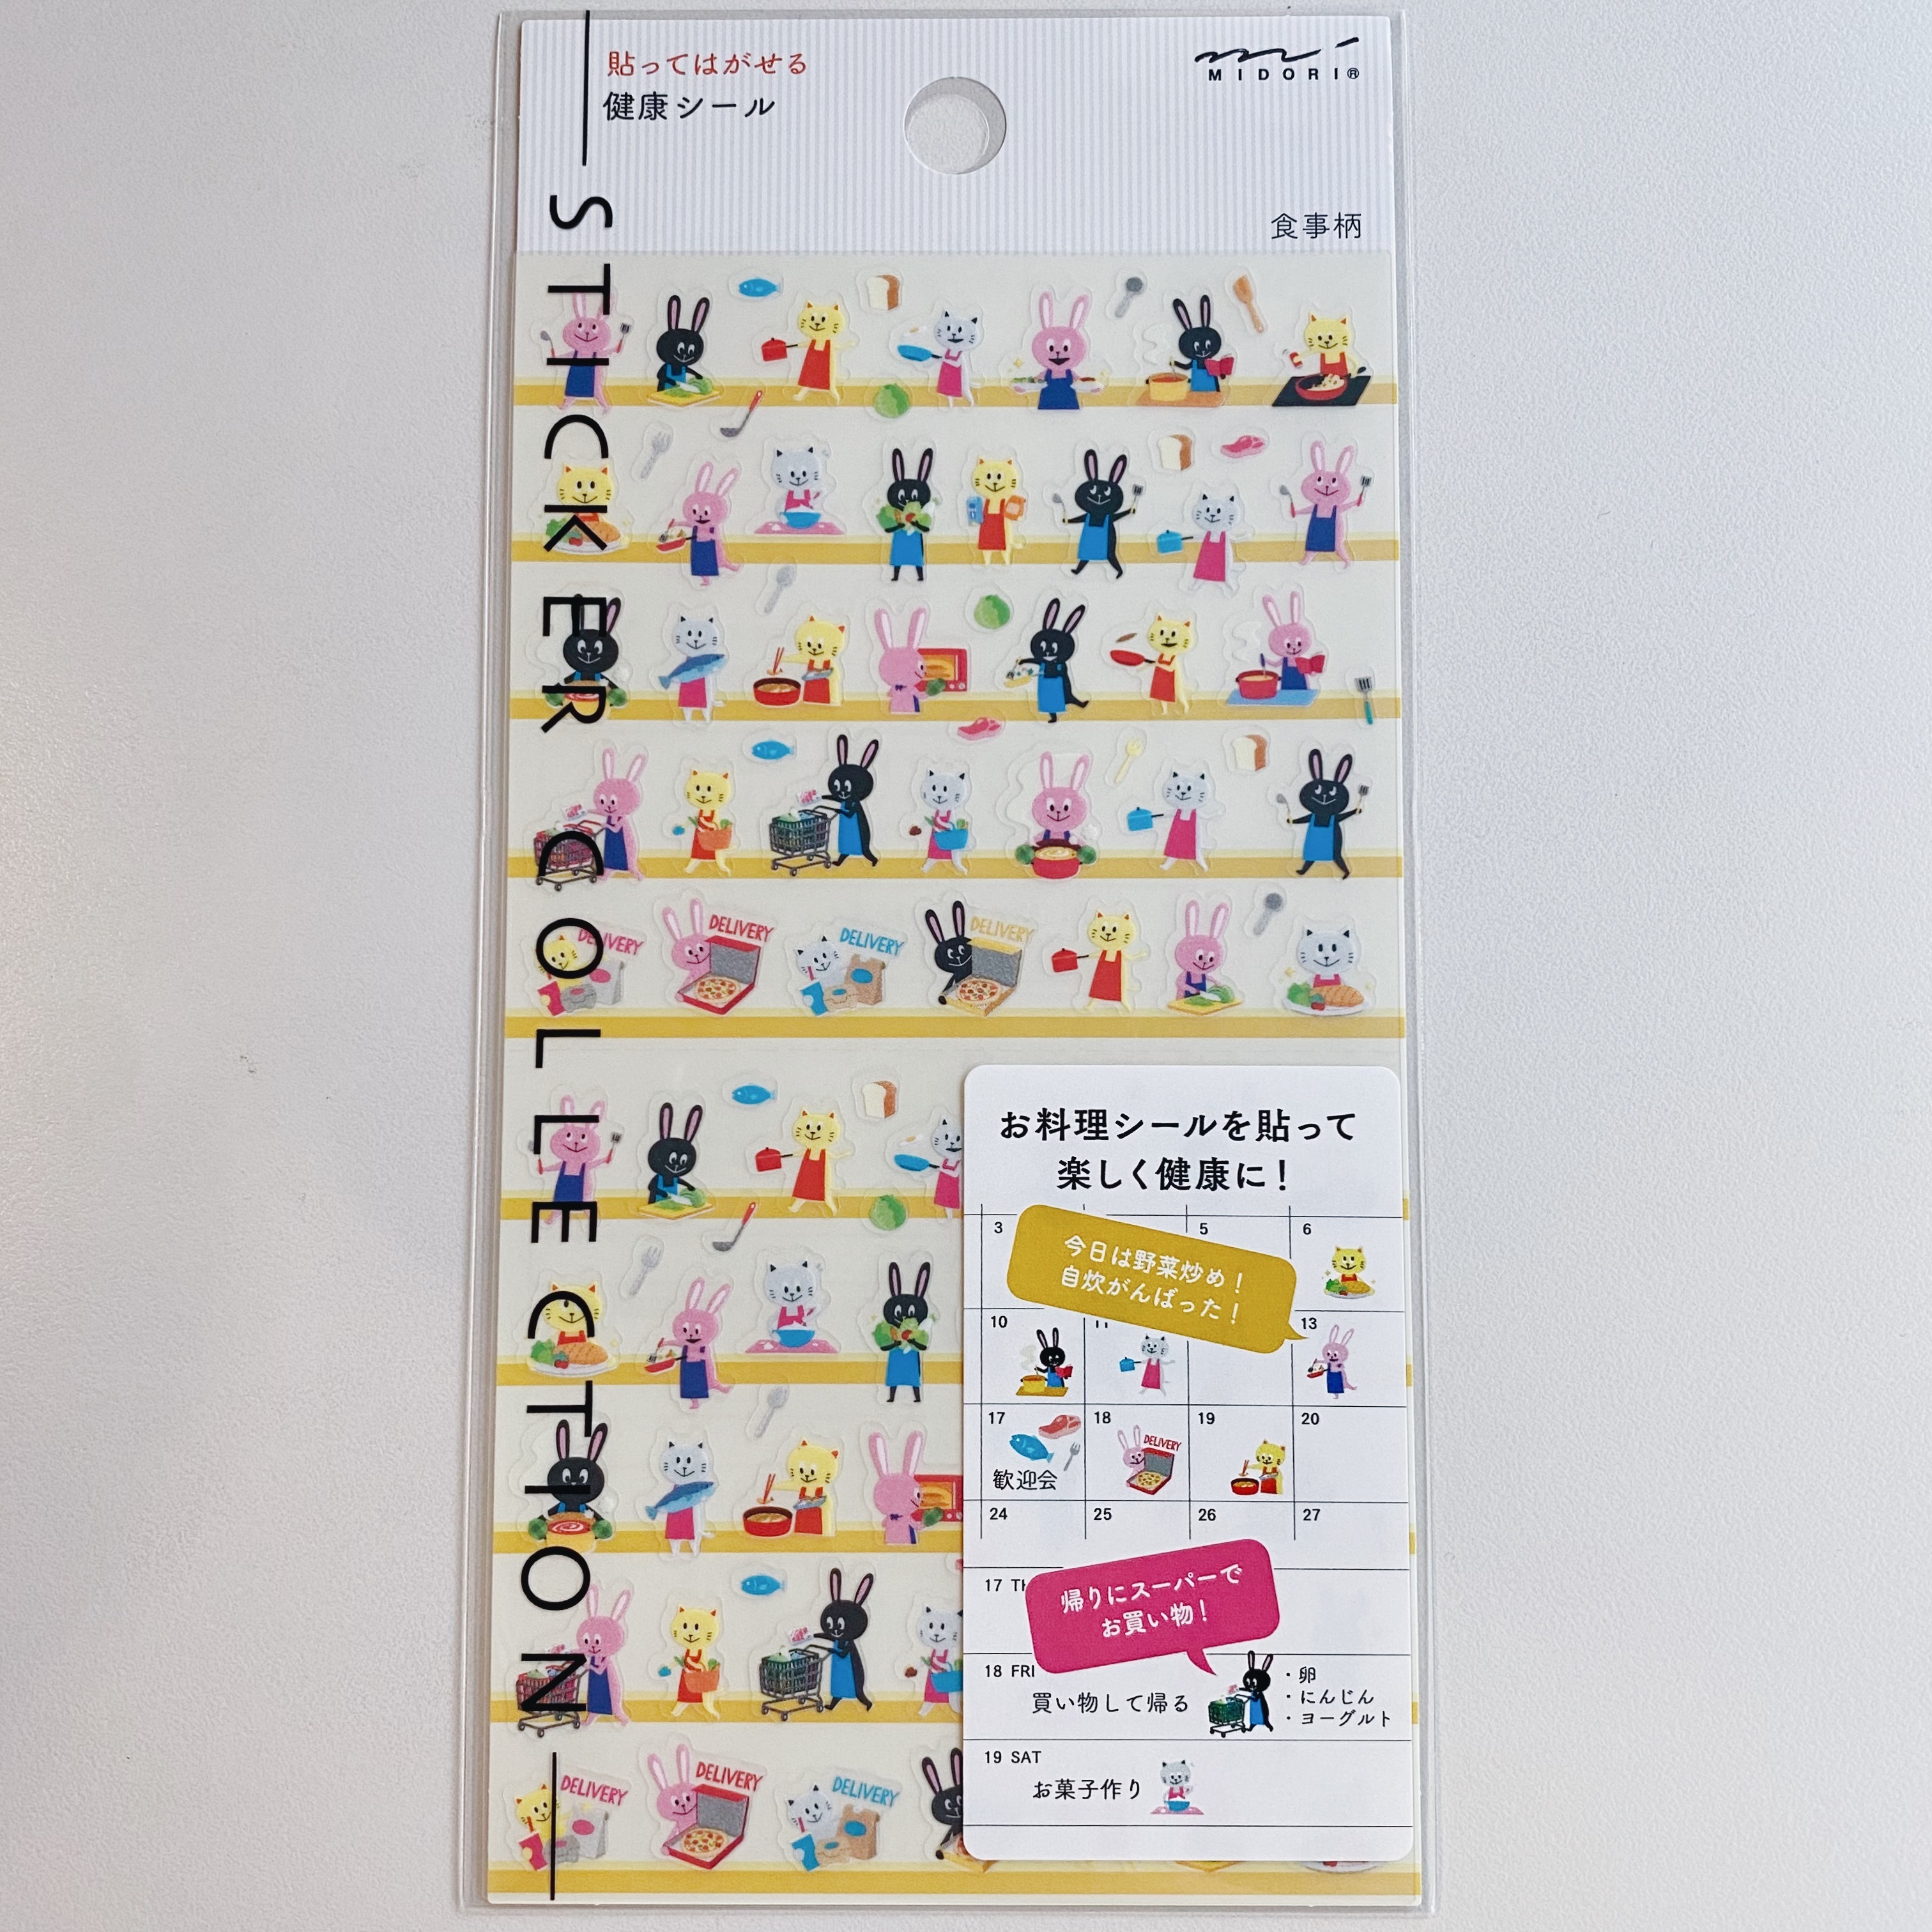 貼ってはがせる
健康シール
MIDORI®
食事柄
STICKER COLLECTION
DELIVERY
DELIVERY
DELIVERY
DELIVERY
お料理シールを貼って
楽しく健康に!
3
5
6
今日は野菜炒め!
自炊がんばった!
10
11
13
17
18
19
20
DELIVERY
歓迎会
24
25
26
27
帰りにスーパーで
お買い物!
17 TH
18 FRI
買い物して帰る
・卵
・にんじん
・ヨーグルト
19 SAT
お菓子作り
DELIVERY
DELIVERY
DELIVERY